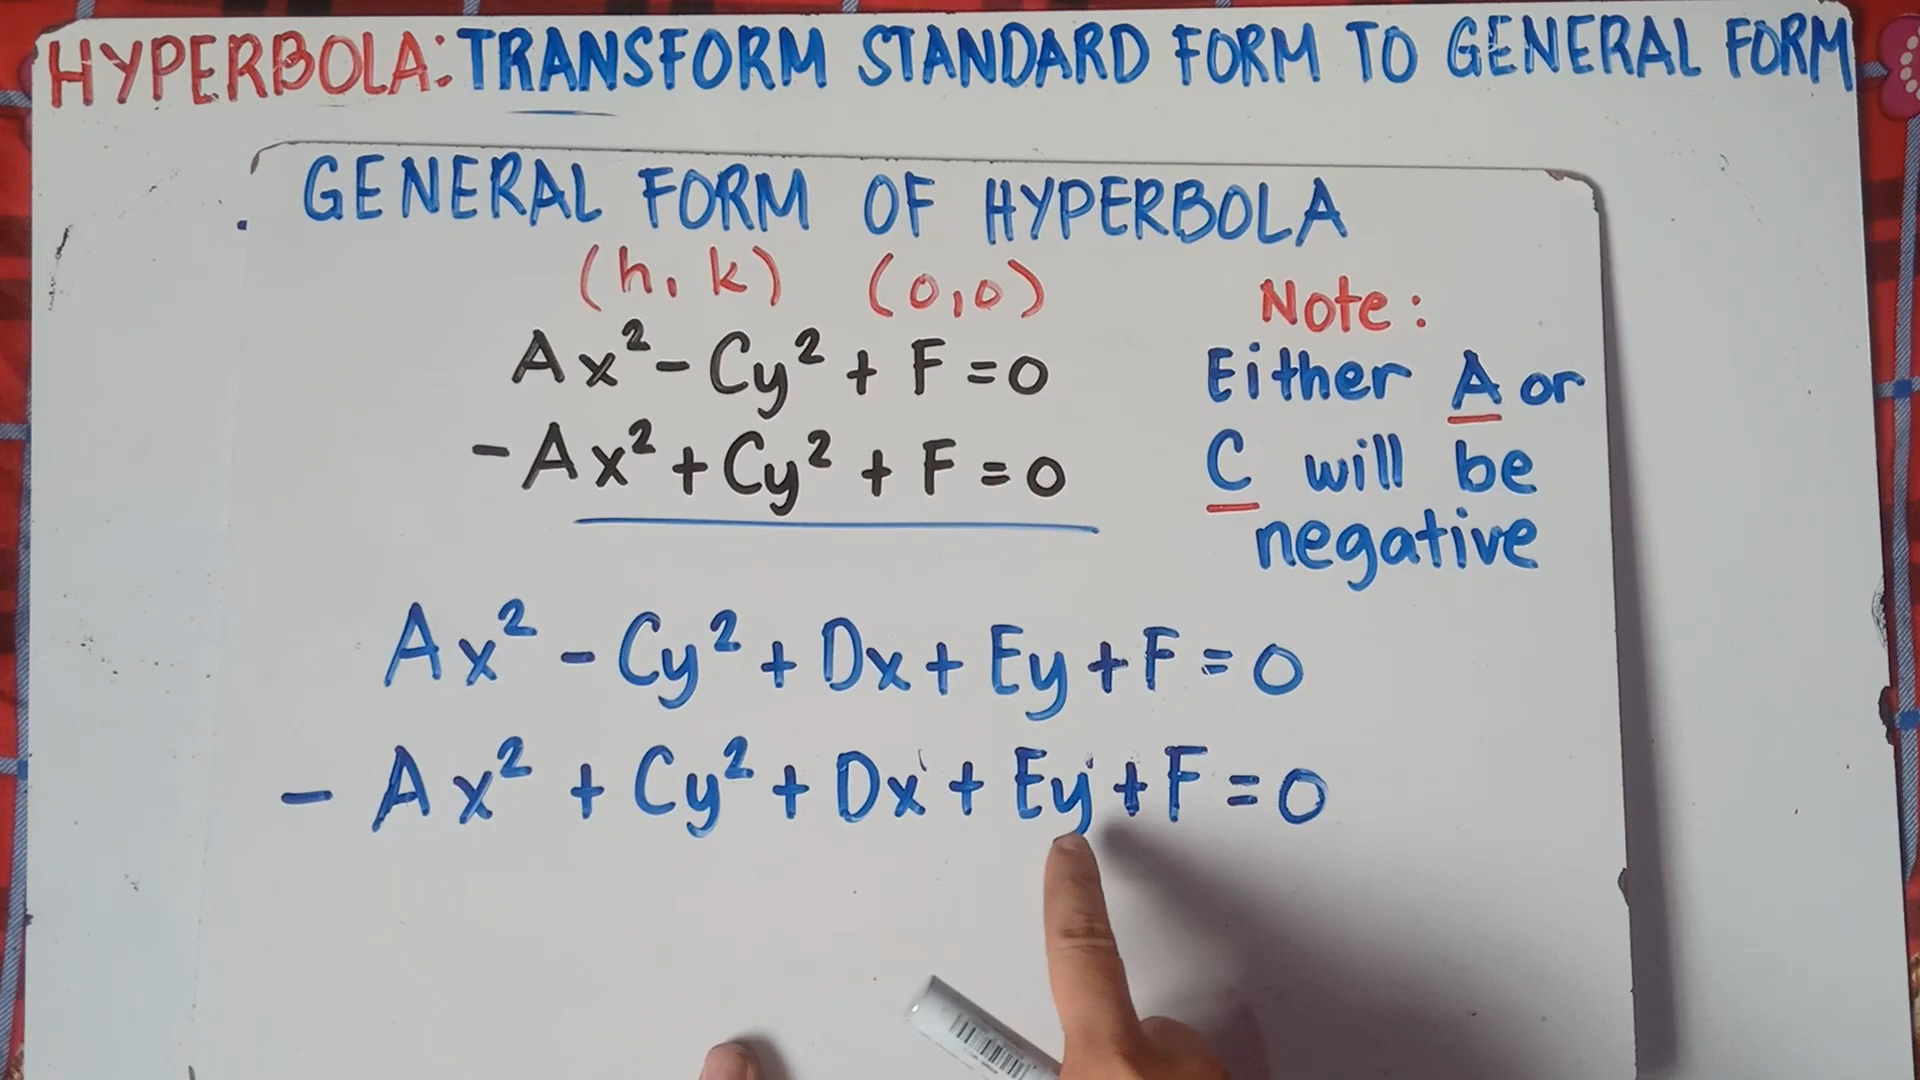 HYPERBOLA: TRANSFORM STANDARD FORM TO GENERAL FORM
GENERAL FORM OF HYPERBOLA
(h, k) (0,0)
Ax² - Cy² + F = 0
-Ax² + Cy² + F = 0
Note:
Either A or
C will be
negative
Ax² - Cy² + Dx + Ey + F = 0
- Ax² + Cy² + Dx + Ey + F = 0